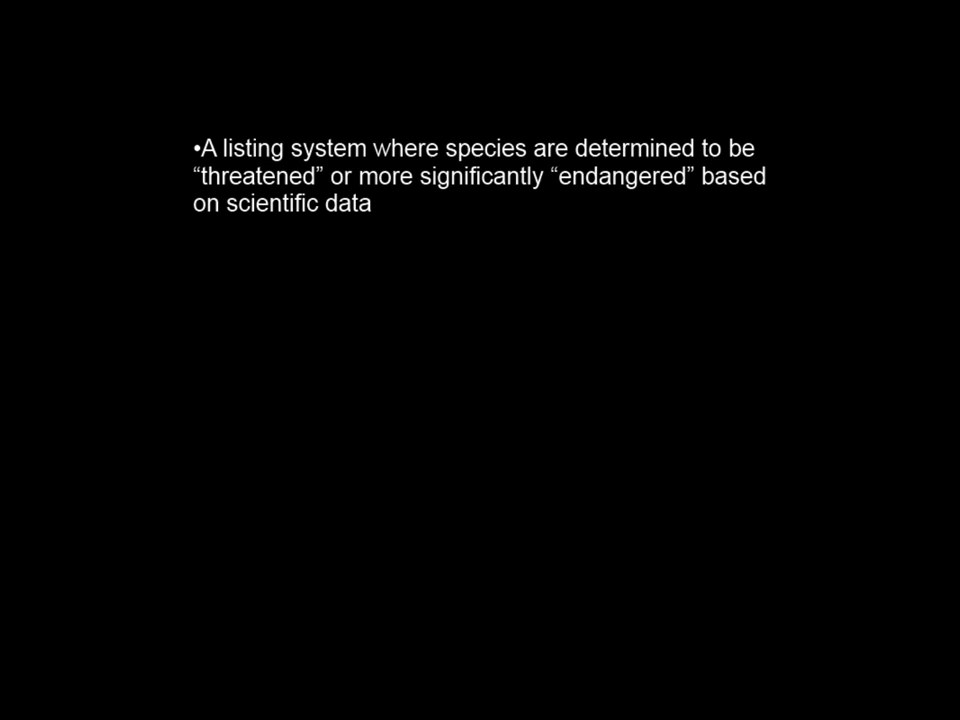 •A listing system where species are determined to be
“threatened” or more significantly “endangered” based
on scientific data